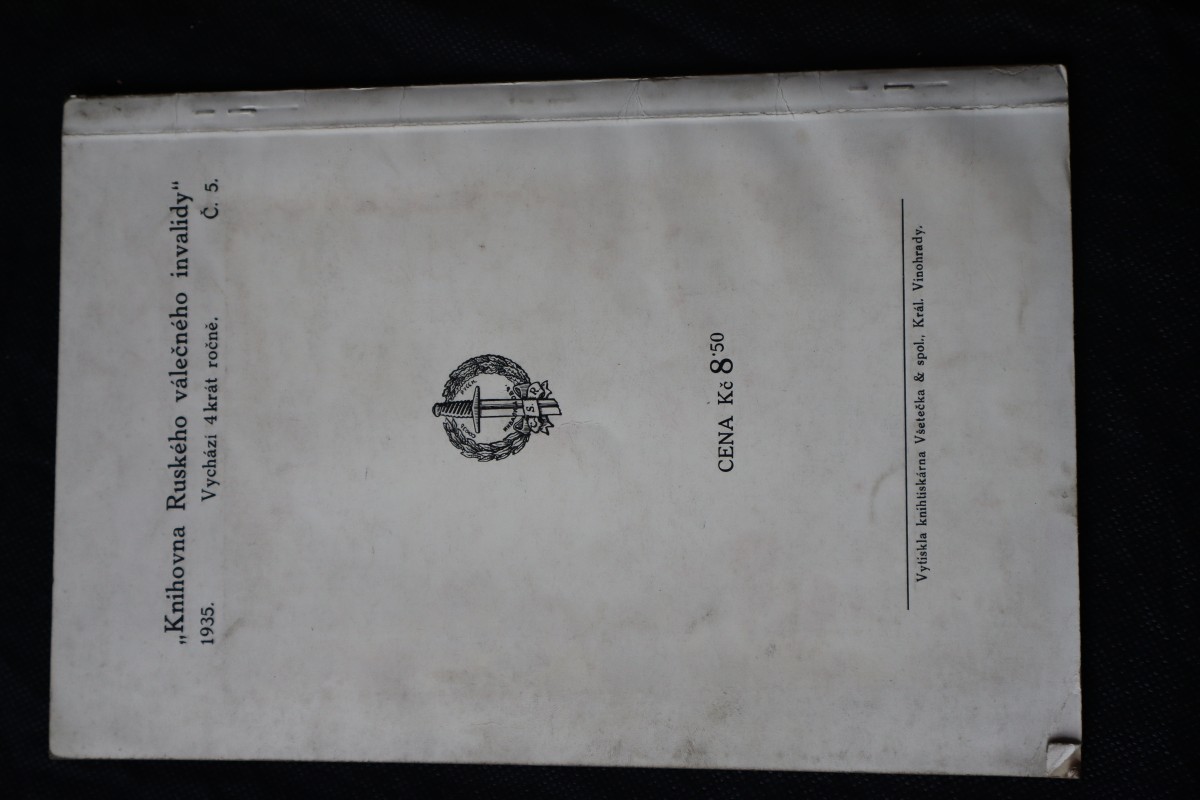 „Knihovna Ruského válečného invalidy"
1935. Vychází 4krát ročně. Č. 5.
Č. S. R.
CENA Kč 8·50
Vytiskla knihtiskárna Všetečka & spol., Král. Vinohrady.